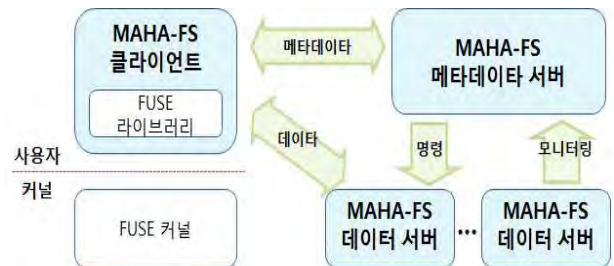 MAHA-FS
클라이언트
FUSE
라이브러리
메타데이타
MAHA-FS
메타데이타 서버
데이타
명령
모니터링
사용자
커널
FUSE 커널
MAHA-FS
데이터 서버
...
MAHA-FS
데이터 서버